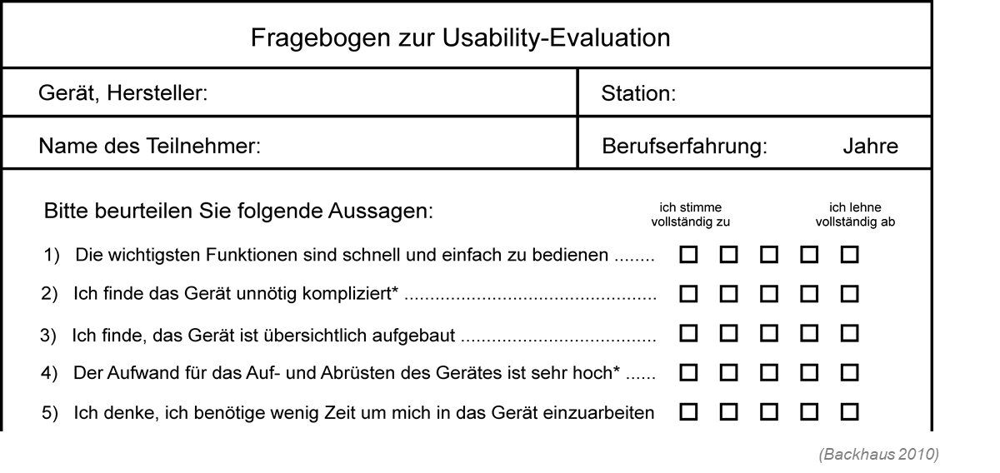 Fragebogen zur Usability-Evaluation
Gerät, Hersteller:
Station:
Name des Teilnehmer:
Berufserfahrung: Jahre
Bitte beurteilen Sie folgende Aussagen:
ich stimme
vollständig zu
ich lehne
vollständig ab
1) Die wichtigsten Funktionen sind schnell und einfach zu bedienen ........
2) Ich finde das Gerät unnötig kompliziert* .................................................
3) Ich finde, das Gerät ist übersichtlich aufgebaut ......................................
4) Der Aufwand für das Auf- und Abrüsten des Gerätes ist sehr hoch* ......
5) Ich denke, ich benötige wenig Zeit um mich in das Gerät einzuarbeiten
(Backhaus 2010)